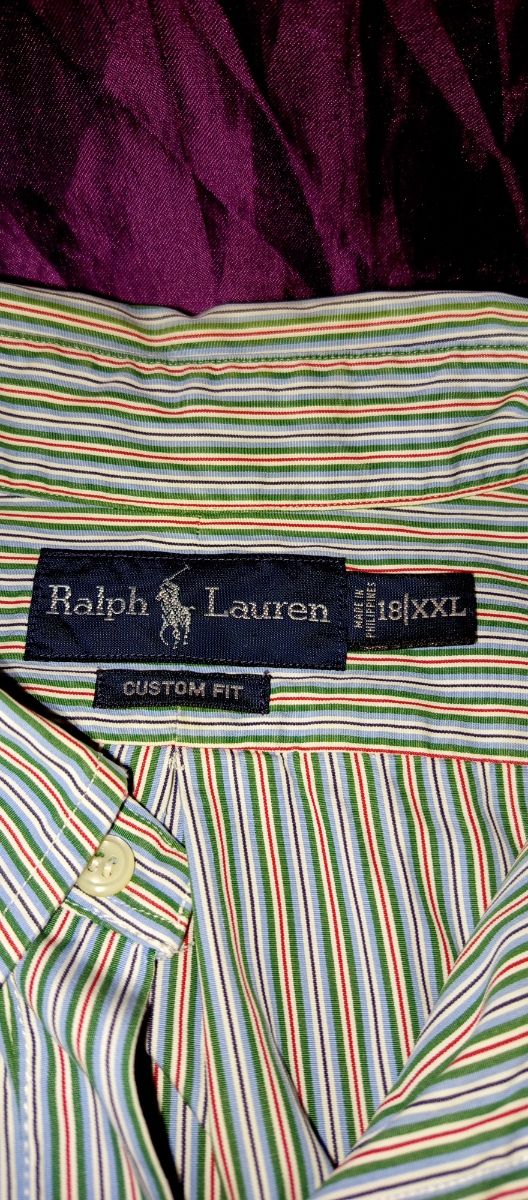 Ralph Lauren
MADE IN
PHILIPPINES
18|XXL
CUSTOM FIT